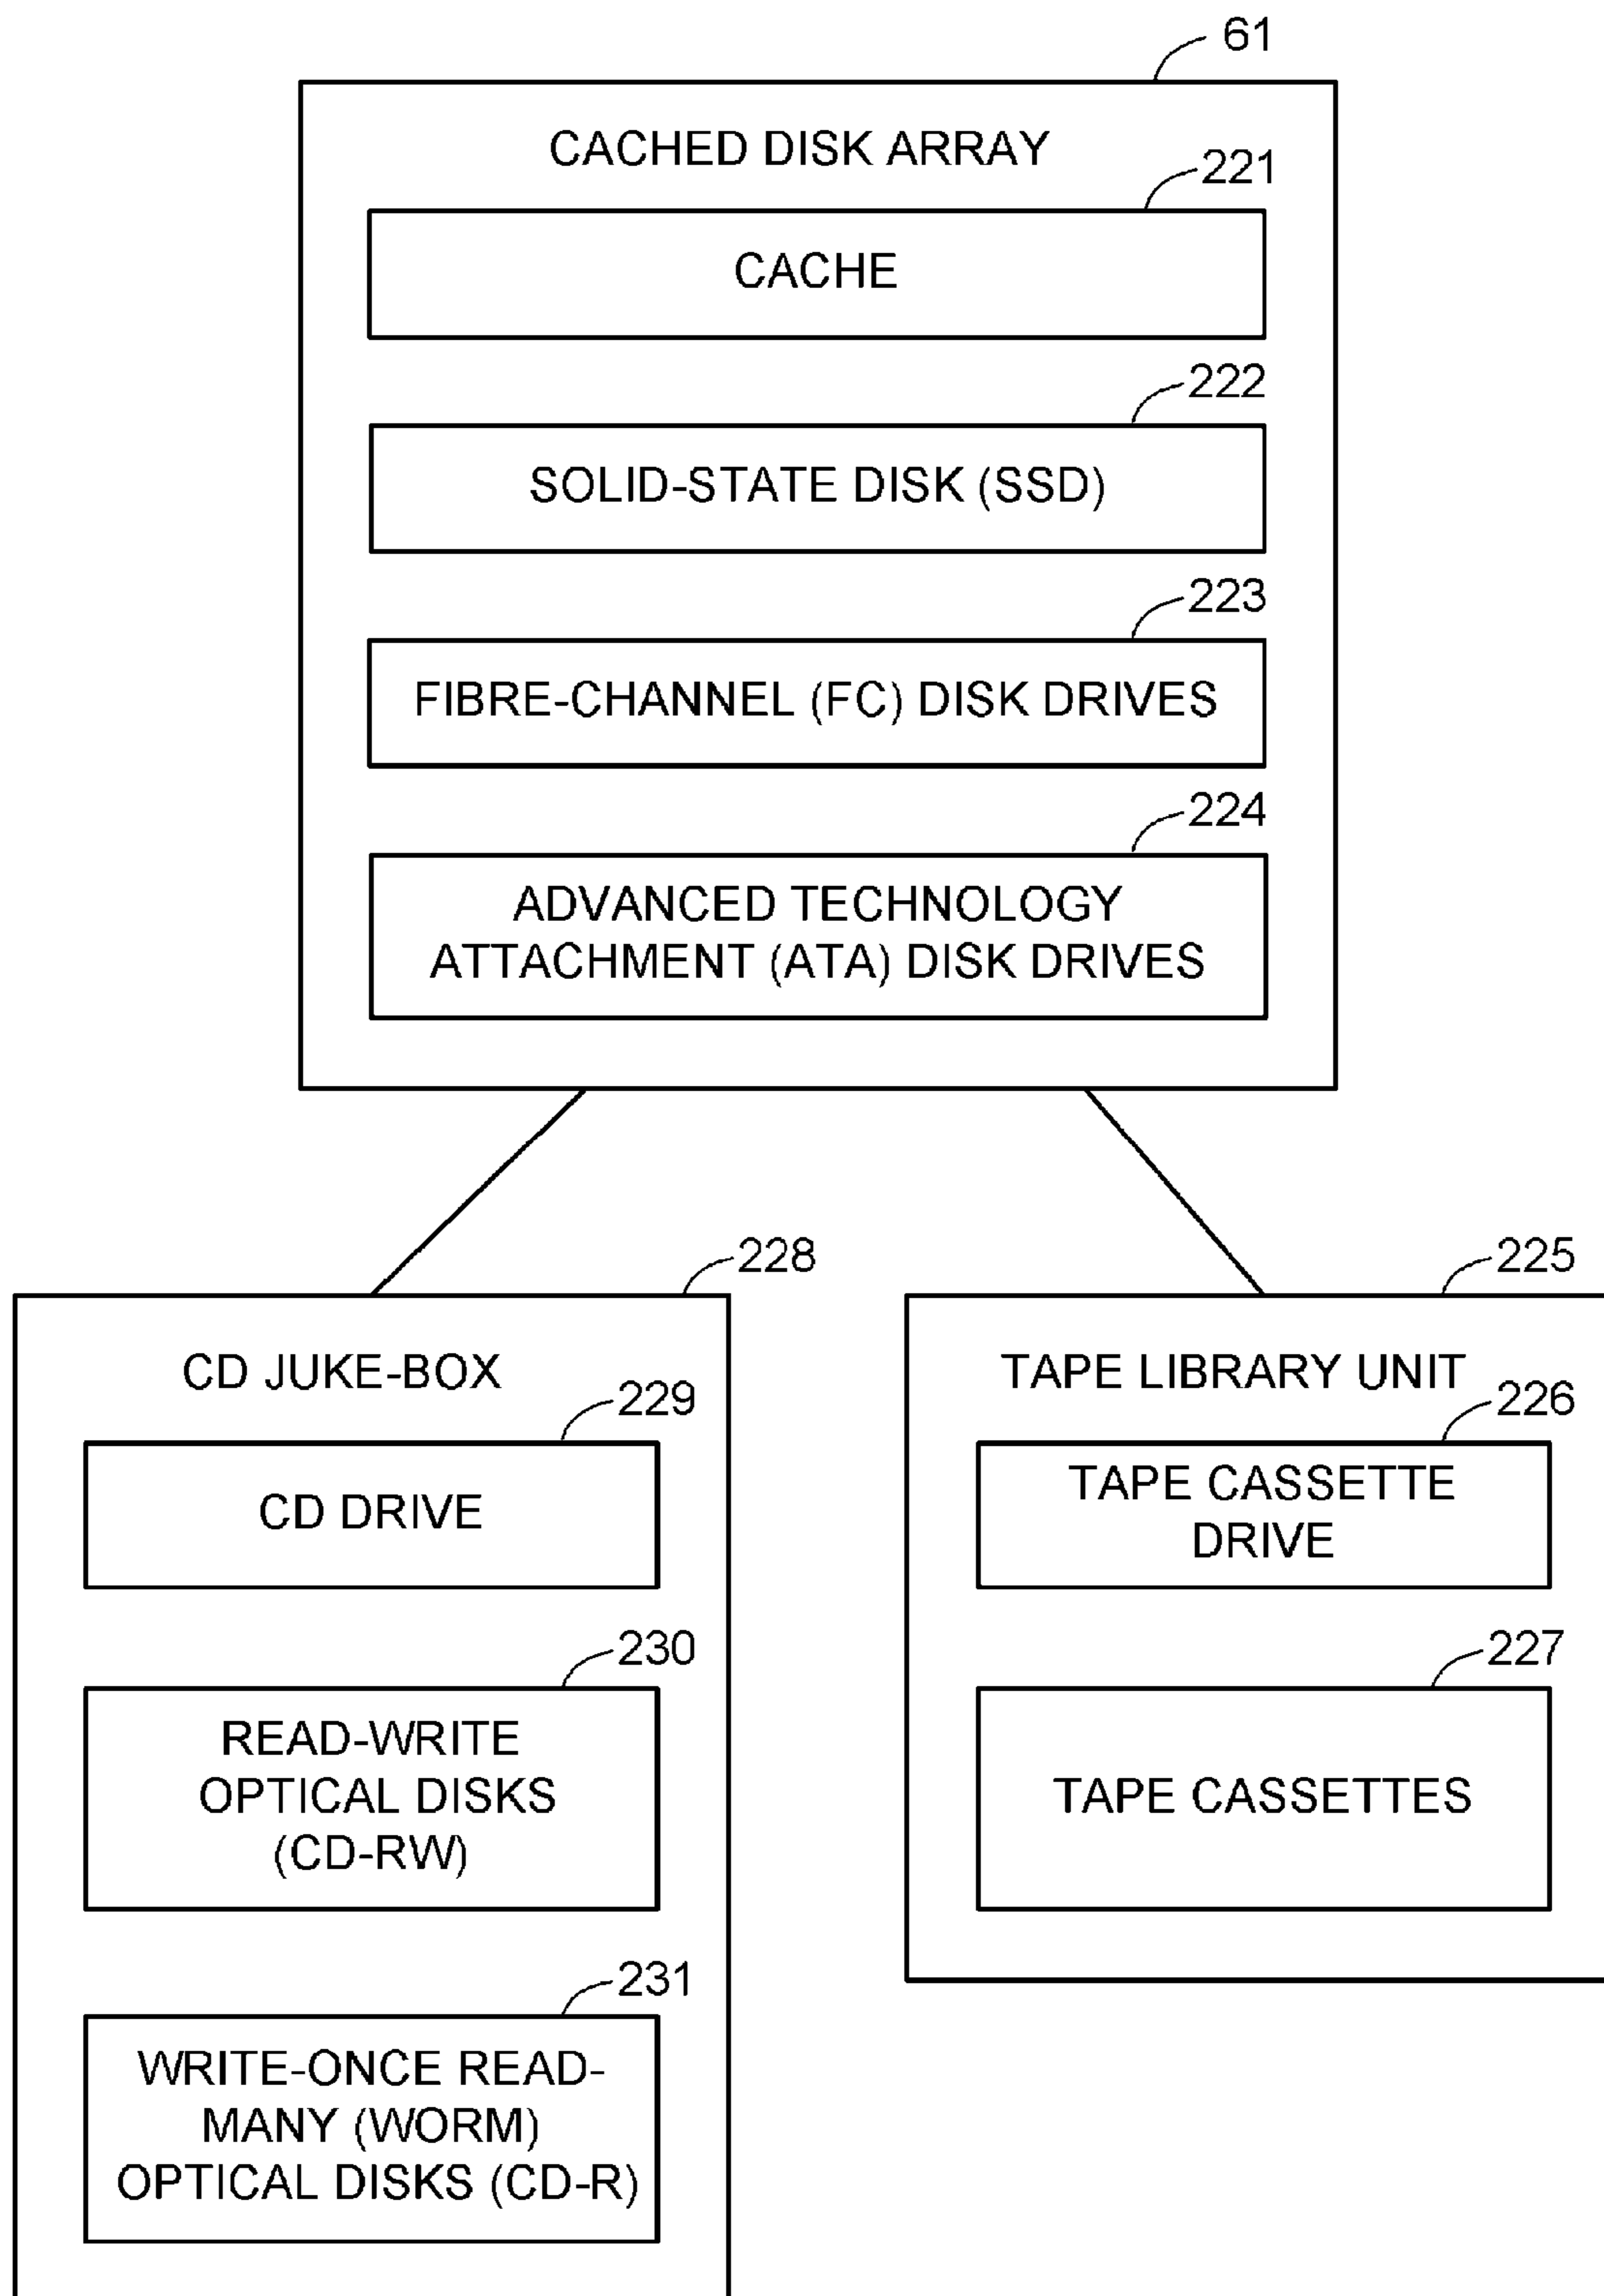 61
CACHED DISK ARRAY
221
CACHE
222
SOLID-STATE DISK (SSD)
223
FIBRE-CHANNEL (FC) DISK DRIVES
224
ADVANCED TECHNOLOGY
ATTACHMENT (ATA) DISK DRIVES
228
CD JUKE-BOX
229
CD DRIVE
230
READ-WRITE
OPTICAL DISKS
(CD-RW)
231
WRITE-ONCE READ-
MANY (WORM)
OPTICAL DISKS (CD-R)
225
TAPE LIBRARY UNIT
226
TAPE CASSETTE
DRIVE
227
TAPE CASSETTES